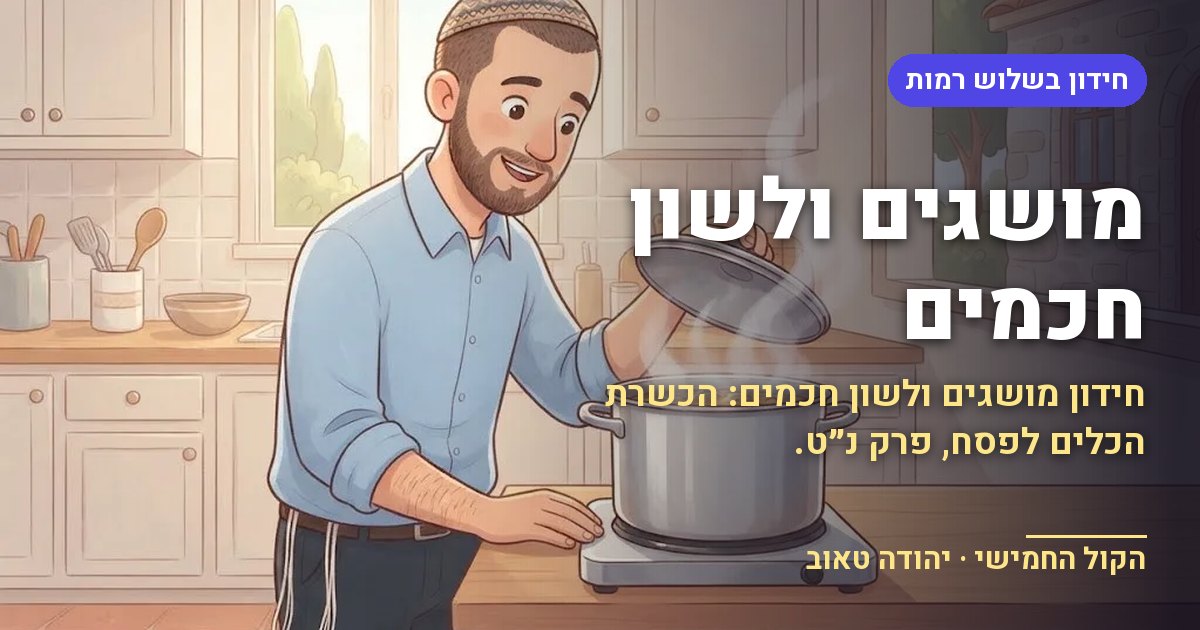 חידון בשלוש רמות
מושגים ולשון
חכמים
חידון מושגים ולשון חכמים: הכשרת
הכלים לפסח, פרק נ״ט.
הקול החמישי · יהודה טאוב